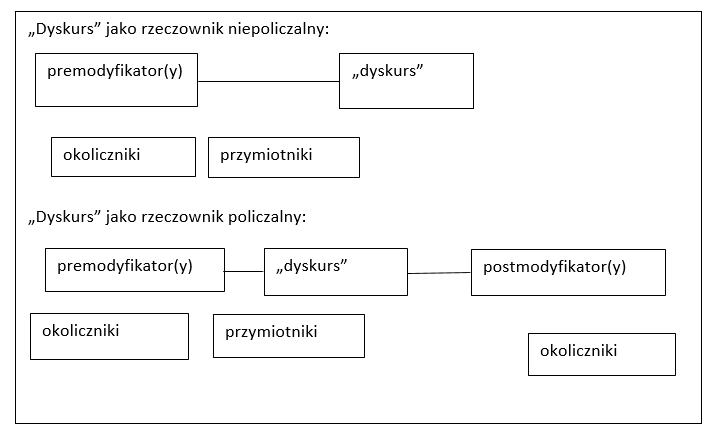 „Dyskurs” jako rzeczownik niepoliczalny:
premodyfikator(y) „dyskurs”
okoliczniki przymiotniki
„Dyskurs” jako rzeczownik policzalny:
premodyfikator(y) „dyskurs” postmodyfikator(y)
okoliczniki przymiotniki okoliczniki